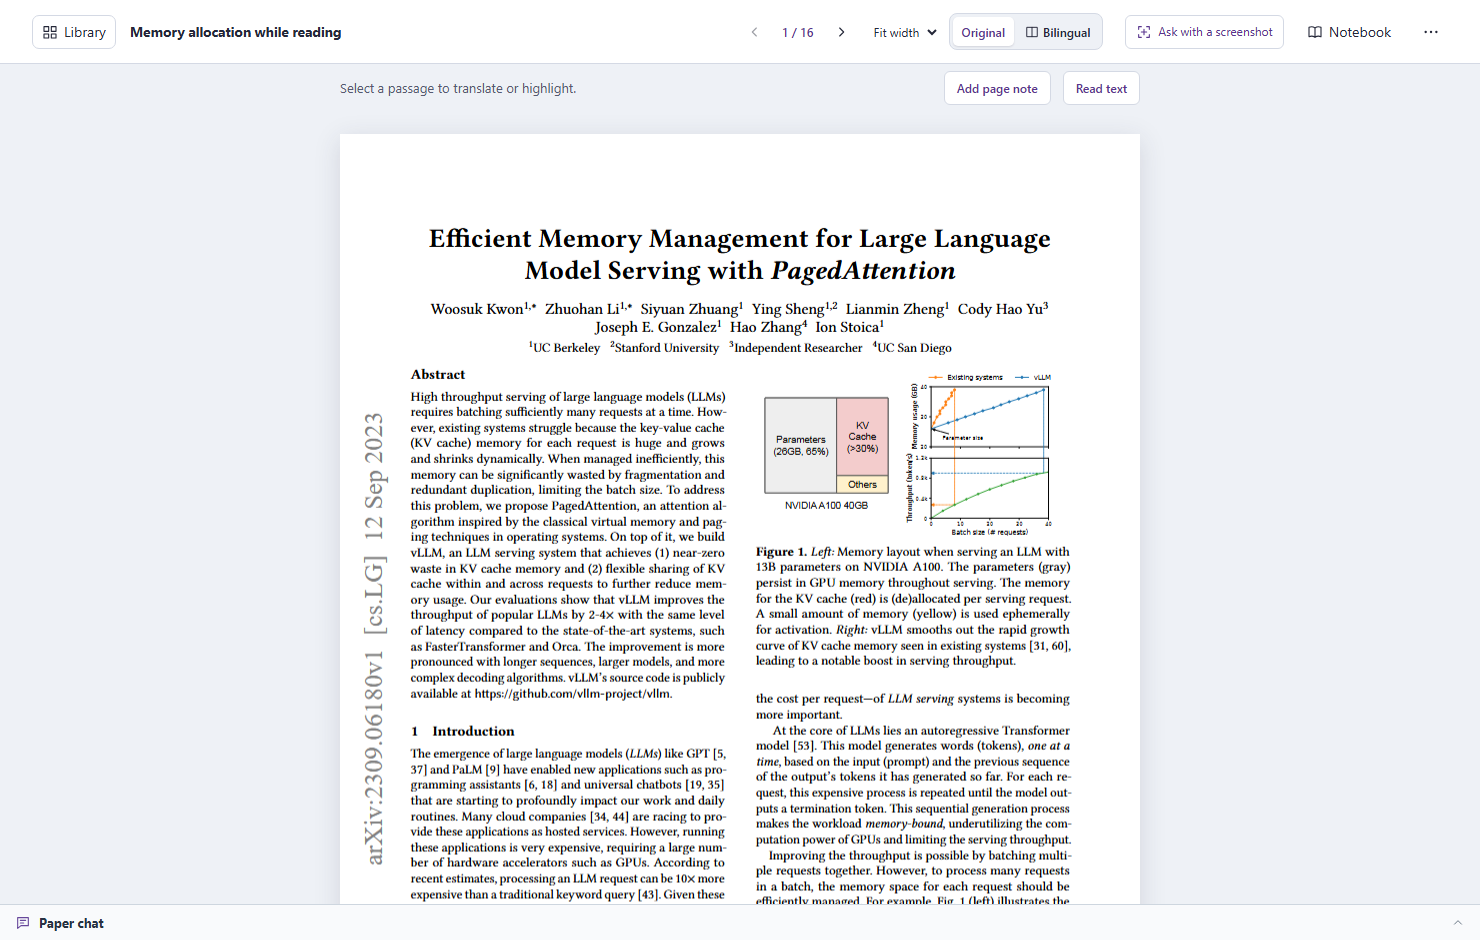 Library
Memory allocation while reading
1 / 16
Fit width
Original
Bilingual
Ask with a screenshot
Notebook
Select a passage to translate or highlight.
Add page note
Read text
Efficient Memory Management for Large Language
Model Serving with PagedAttention
Woosuk Kwon1,* Zhuohan Li1,* Siyuan Zhuang1 Ying Sheng1,2 Lianmin Zheng1 Cody Hao Yu3
Joseph E. Gonzalez1 Hao Zhang4 Ion Stoica1
1UC Berkeley 2Stanford University 3Independent Researcher 4UC San Diego
arXiv:2309.06180v1 [cs.LG] 12 Sep 2023
Abstract
High throughput serving of large language models (LLMs)
requires batching sufficiently many requests at a time. How-
ever, existing systems struggle because the key-value cache
(KV cache) memory for each request is huge and grows
and shrinks dynamically. When managed inefficiently, this
memory can be significantly wasted by fragmentation and
redundant duplication, limiting the batch size. To address
this problem, we propose PagedAttention, an attention al-
gorithm inspired by the classical virtual memory and pag-
ing techniques in operating systems. On top of it, we build
vLLM, an LLM serving system that achieves (1) near-zero
waste in KV cache memory and (2) flexible sharing of KV
cache within and across requests to further reduce mem-
ory usage. Our evaluations show that vLLM improves the
throughput of popular LLMs by 2-4× with the same level
of latency compared to the state-of-the-art systems, such
as FasterTransformer and Orca. The improvement is more
pronounced with longer sequences, larger models, and more
complex decoding algorithms. vLLM's source code is publicly
available at https://github.com/vllm-project/vllm.
1 Introduction
The emergence of large language models (LLMs) like GPT [5,
37] and PaLM [9] have enabled new applications such as pro-
gramming assistants [6, 18] and universal chatbots [19, 35]
that are starting to profoundly impact our work and daily
routines. Many cloud companies [34, 44] are racing to pro-
vide these applications as hosted services. However, running
these applications is very expensive, requiring a large num-
ber of hardware accelerators such as GPUs. According to
recent estimates, processing an LLM request can be 10× more
expensive than a traditional keyword query [43]. Given these
Parameters
(26GB, 65%)
KV
Cache
(>30%)
Others
NVIDIA A100 40GB
Existing systems
vLLM
Memory usage (GB)
40
Parameter size
Throughput (token/s)
1.2k
0.8k
0.4k
0
0 10 20 30 40
Batch size (# requests)
Figure 1. Left: Memory layout when serving an LLM with
13B parameters on NVIDIA A100. The parameters (gray)
persist in GPU memory throughout serving. The memory
for the KV cache (red) is (de)allocated per serving request.
A small amount of memory (yellow) is used ephemerally
for activation. Right: vLLM smooths out the rapid growth
curve of KV cache memory seen in existing systems [31, 60],
leading to a notable boost in serving throughput.
the cost per request—of LLM serving systems is becoming
more important.
At the core of LLMs lies an autoregressive Transformer
model [53]. This model generates words (tokens), one at a
time, based on the input (prompt) and the previous sequence
of the output's tokens it has generated so far. For each re-
quest, this expensive process is repeated until the model out-
puts a termination token. This sequential generation process
makes the workload memory-bound, underutilizing the com-
putation power of GPUs and limiting the serving throughput.
Improving the throughput is possible by batching multi-
ple requests together. However, to process many requests
in a batch, the memory space for each request should be
efficiently managed. For example, Fig. 1 (left) illustrates the
Paper chat